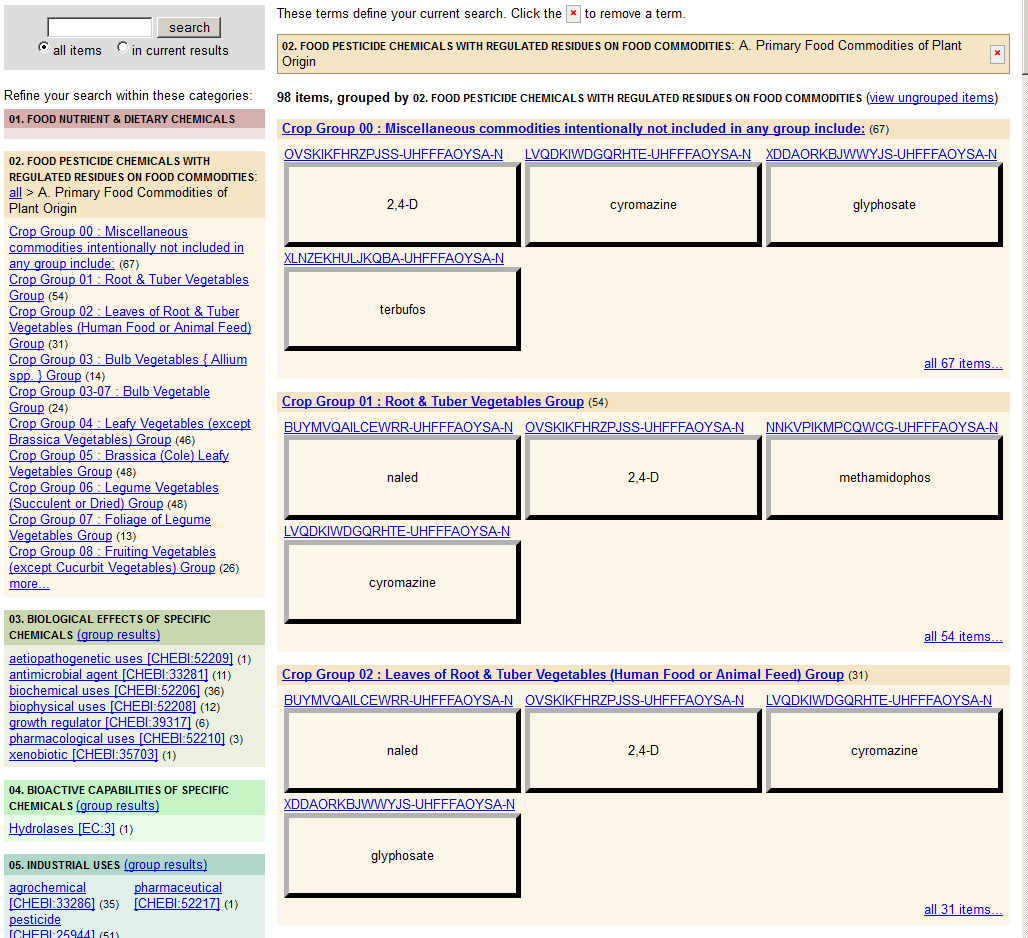 search
all items in current results
Refine your search within these categories:
01. FOOD NUTRIENT & DIETARY CHEMICALS
02. FOOD PESTICIDE CHEMICALS WITH
REGULATED RESIDUES ON FOOD COMMODITIES:
all > A. Primary Food Commodities of
Plant Origin
Crop Group 00 : Miscellaneous
commodities intentionally not included in
any group include: (67)
Crop Group 01 : Root & Tuber Vegetables
Group (54)
Crop Group 02 : Leaves of Root & Tuber
Vegetables (Human Food or Animal Feed)
Group (31)
Crop Group 03 : Bulb Vegetables { Allium
spp. } Group (14)
Crop Group 03-07 : Bulb Vegetable
Group (24)
Crop Group 04 : Leafy Vegetables (except
Brassica Vegetables) Group (46)
Crop Group 05 : Brassica (Cole) Leafy
Vegetables Group (48)
Crop Group 06 : Legume Vegetables
(Succulent or Dried) Group (48)
Crop Group 07 : Foliage of Legume
Vegetables Group (13)
Crop Group 08 : Fruiting Vegetables
(except Cucurbit Vegetables) Group (26)
more...
03. BIOLOGICAL EFFECTS OF SPECIFIC
CHEMICALS (group results)
aetiopathogenetic uses [CHEBI:52209] (1)
antimicrobial agent [CHEBI:33281] (11)
biochemical uses [CHEBI:52206] (36)
biophysical uses [CHEBI:52208] (12)
growth regulator [CHEBI:39317] (6)
pharmacological uses [CHEBI:52210] (3)
xenobiotic [CHEBI:35703] (1)
04. BIOACTIVE CAPABILITIES OF SPECIFIC
CHEMICALS (group results)
Hydrolases [EC:3] (1)
05. INDUSTRIAL USES (group results)
agrochemical
[CHEBI:33286] (35)
pesticide
[CHEBI:25944] (51)
pharmaceutical
[CHEBI:52217] (1)
These terms define your current search. Click the × to remove a term.
02. FOOD PESTICIDE CHEMICALS WITH REGULATED RESIDUES ON FOOD COMMODITIES: A. Primary Food Commodities of Plant
Origin ×
98 items, grouped by 02. FOOD PESTICIDE CHEMICALS WITH REGULATED RESIDUES ON FOOD COMMODITIES (view ungrouped items)
Crop Group 00 : Miscellaneous commodities intentionally not included in any group include: (67)
OVSKIKFHRZPJSS-UHFFFAOYSA-N LVQDKIWDGQRHTE-UHFFFAOYSA-N XDDAORKBJWWYJS-UHFFFAOYSA-N
2,4-D cyromazine glyphosate
XLNZEKHULJKQBA-UHFFFAOYSA-N
terbufos
all 67 items...
Crop Group 01 : Root & Tuber Vegetables Group (54)
BUYMVQAILCEWRR-UHFFFAOYSA-N OVSKIKFHRZPJSS-UHFFFAOYSA-N NNKVPIKMPCQWCG-UHFFFAOYSA-N
naled 2,4-D methamidophos
LVQDKIWDGQRHTE-UHFFFAOYSA-N
cyromazine
all 54 items...
Crop Group 02 : Leaves of Root & Tuber Vegetables (Human Food or Animal Feed) Group (31)
BUYMVQAILCEWRR-UHFFFAOYSA-N OVSKIKFHRZPJSS-UHFFFAOYSA-N LVQDKIWDGQRHTE-UHFFFAOYSA-N
naled 2,4-D cyromazine
XDDAORKBJWWYJS-UHFFFAOYSA-N
glyphosate
all 31 items...